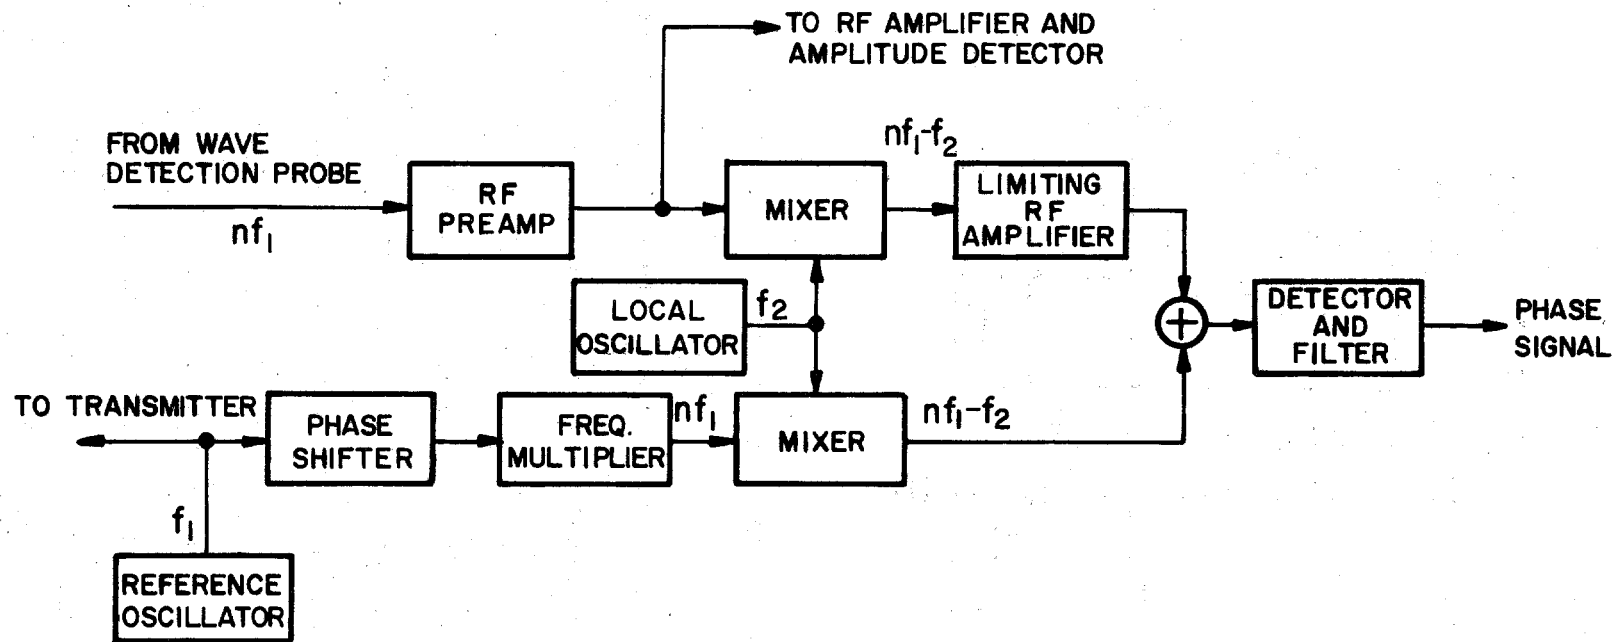 TO RF AMPLIFIER AND
AMPLITUDE DETECTOR
FROM WAVE
DETECTION PROBE
nf₁
RF
PREAMP
MIXER
nf₁-f₂
LIMITING
RF
AMPLIFIER
LOCAL
OSCILLATOR
f₂
+
DETECTOR
AND
FILTER
PHASE
SIGNAL
TO TRANSMITTER
PHASE
SHIFTER
FREQ.
MULTIPLIER
nf₁
MIXER
nf₁-f₂
f₁
REFERENCE
OSCILLATOR